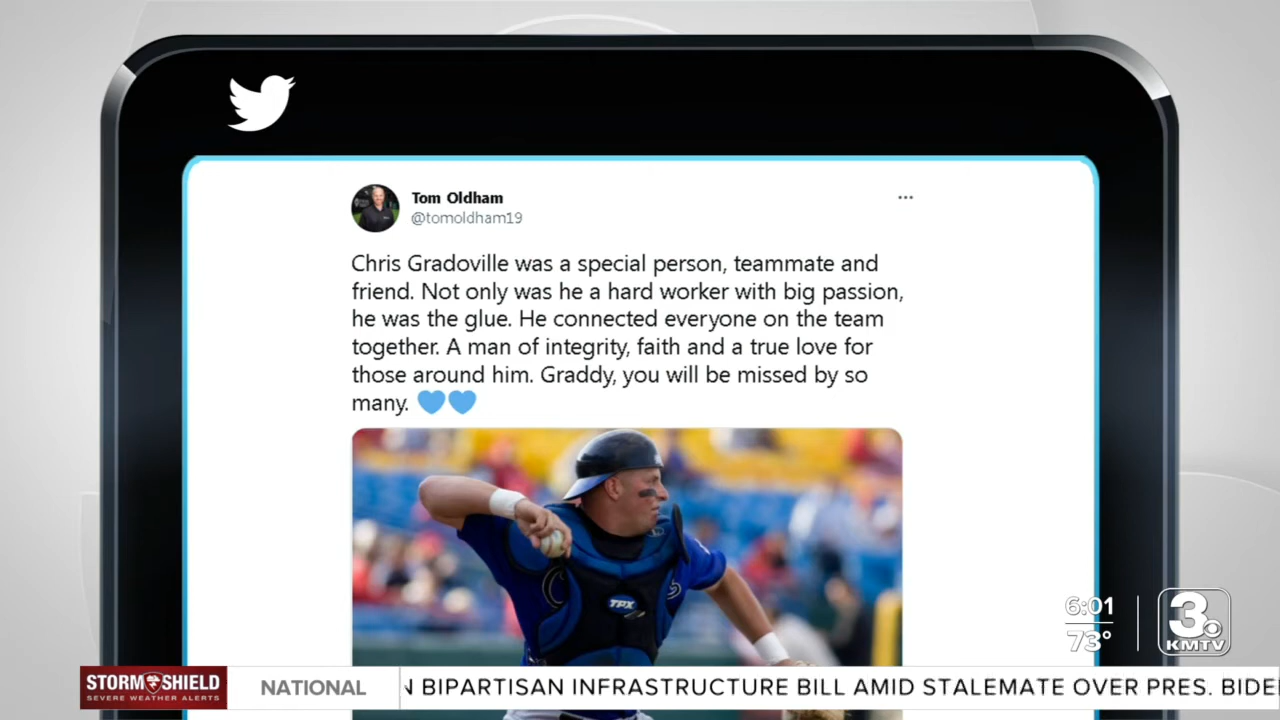 Tom Oldham
@tomoldham19
Chris Gradoville was a special person, teammate and
friend. Not only was he a hard worker with big passion,
he was the glue. He connected everyone on the team
together. A man of integrity, faith and a true love for
those around him. Graddy, you will be missed by so
many. 💙💙
TPX
6:01
73°
3
KMTV
STORM SHIELD
SEVERE WEATHER ALERTS
NATIONAL
BIPARTISAN INFRASTRUCTURE BILL AMID STALEMATE OVER PRES.